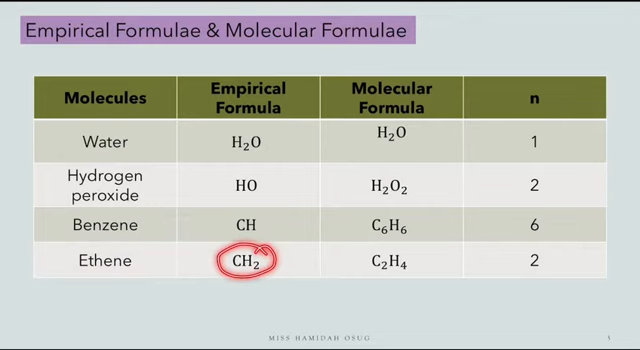 Empirical Formulae & Molecular Formulae
Molecules Empirical Formula Molecular Formula n
Water H₂O H₂O 1
Hydrogen peroxide HO H₂O₂ 2
Benzene CH C₆H₆ 6
Ethene CH₂ C₂H₄ 2
MISS HAMIDAH OSUG 5